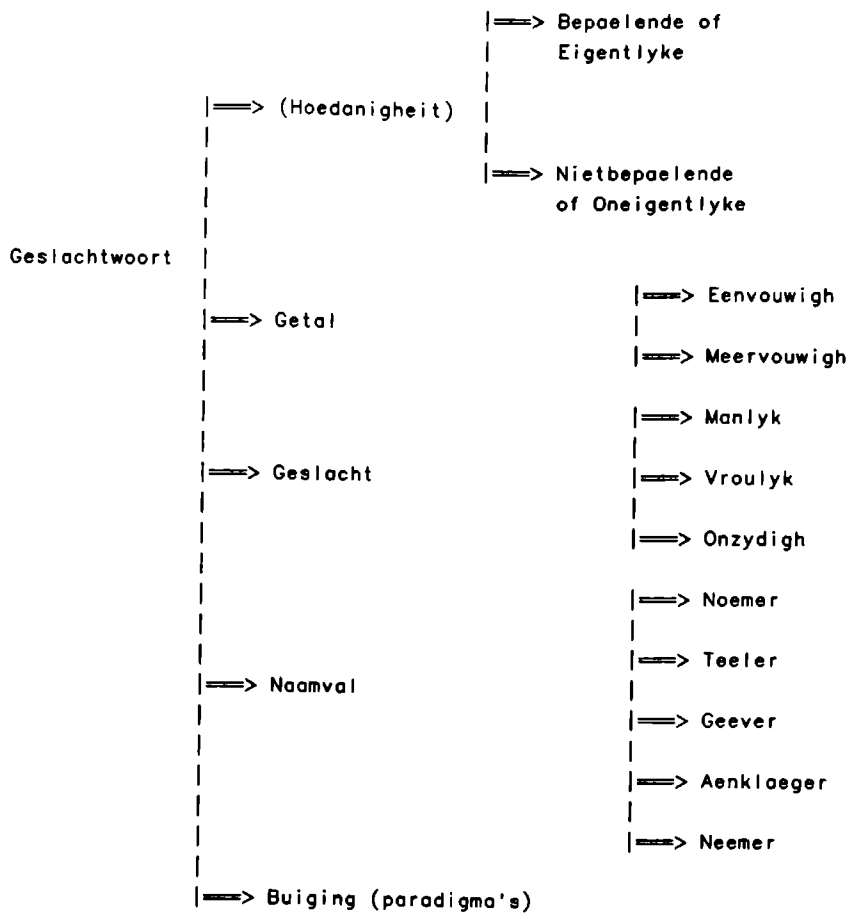 Bepaelende of
Eigentlyke
(Hoedanigheit)
Nietbepaelende
of Oneigentlyke
Geslachtwoort
Eenvouwigh
Getal
Meervouwigh
Manlyk
Geslacht
Vroulyk
Onzydigh
Noemer
Teeler
Naamval
Geever
Aenklaeger
Neemer
Buiging (paradigma's)